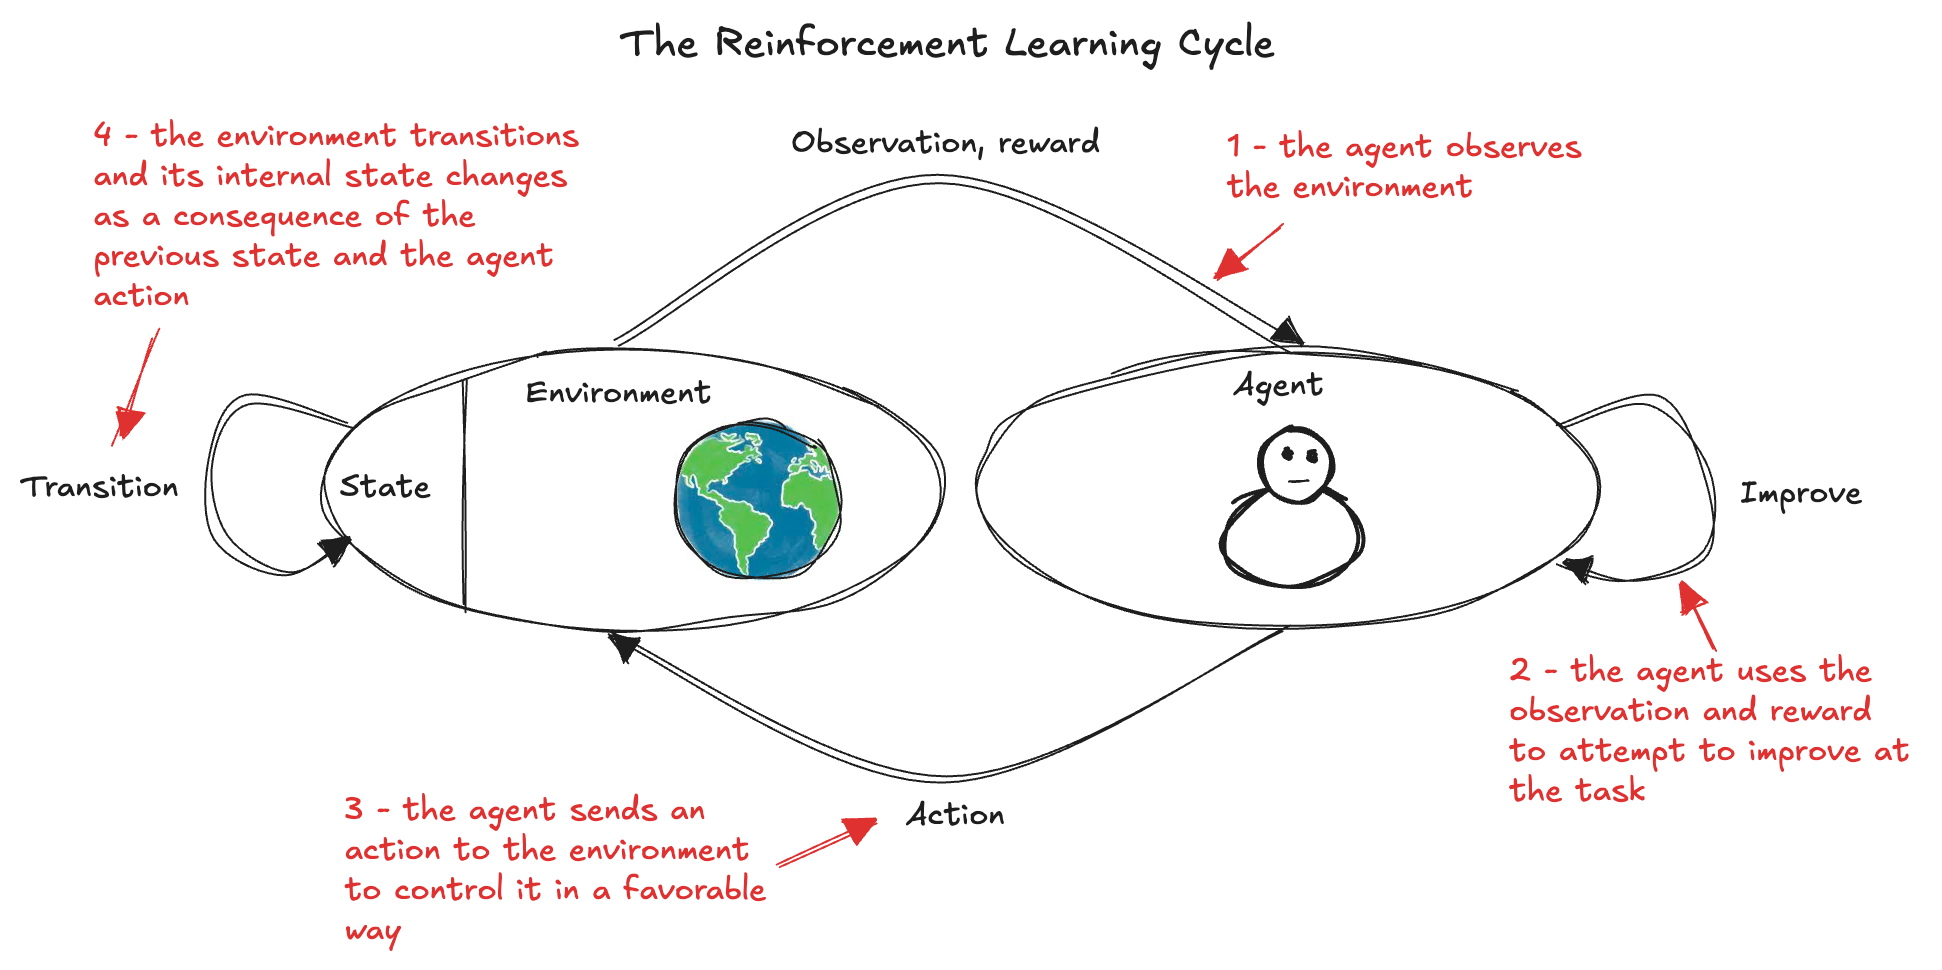 The Reinforcement Learning Cycle
4 - the environment transitions
and its internal state changes
as a consequence of the
previous state and the agent
action
Observation, reward
1 - the agent observes
the environment
Transition
State
Environment
Agent
Improve
2 - the agent uses the
observation and reward
to attempt to improve at
the task
3 - the agent sends an
action to the environment
to control it in a favorable
way
Action